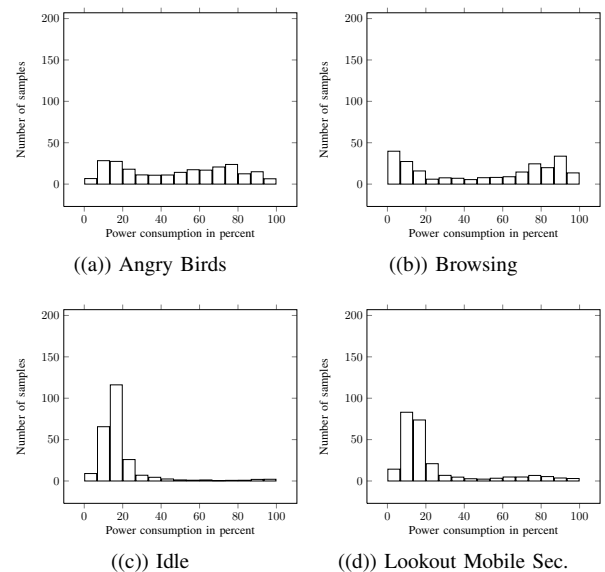 200
150
100
50
0
Number of samples
0 20 40 60 80 100
Power consumption in percent
((a)) Angry Birds
200
150
100
50
0
Number of samples
0 20 40 60 80 100
Power consumption in percent
((b)) Browsing
200
150
100
50
0
Number of samples
0 20 40 60 80 100
Power consumption in percent
((c)) Idle
200
150
100
50
0
Number of samples
0 20 40 60 80 100
Power consumption in percent
((d)) Lookout Mobile Sec.